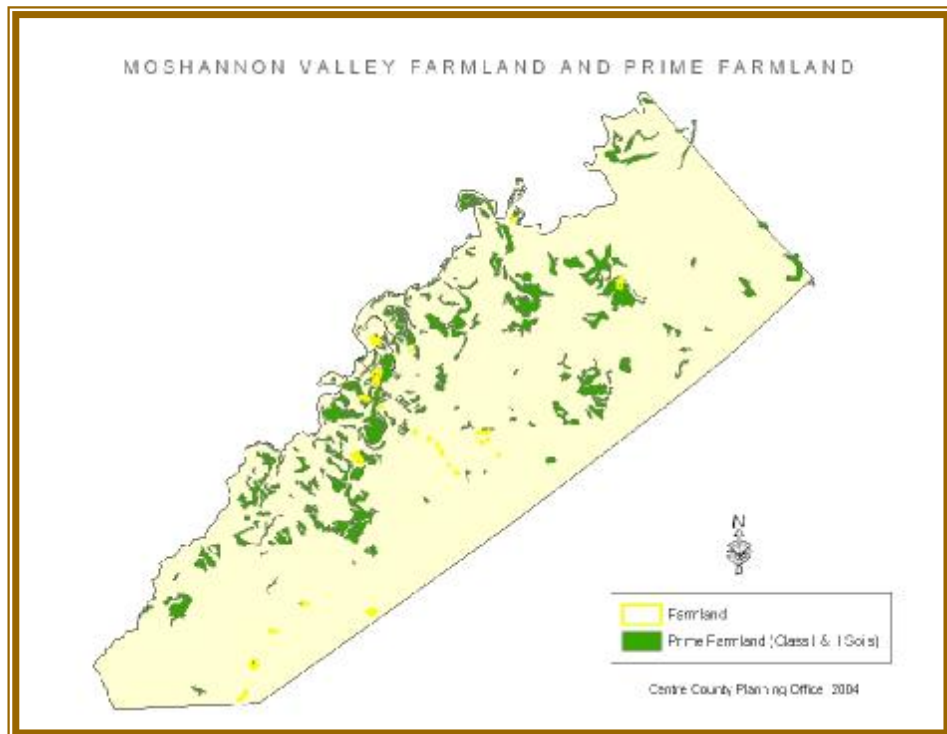 MOSHANNON VALLEY FARMLAND AND PRIME FARMLAND
N
Farmland
Prime Farmland (Class I & II Soils)
Centre County Planning Office 2004